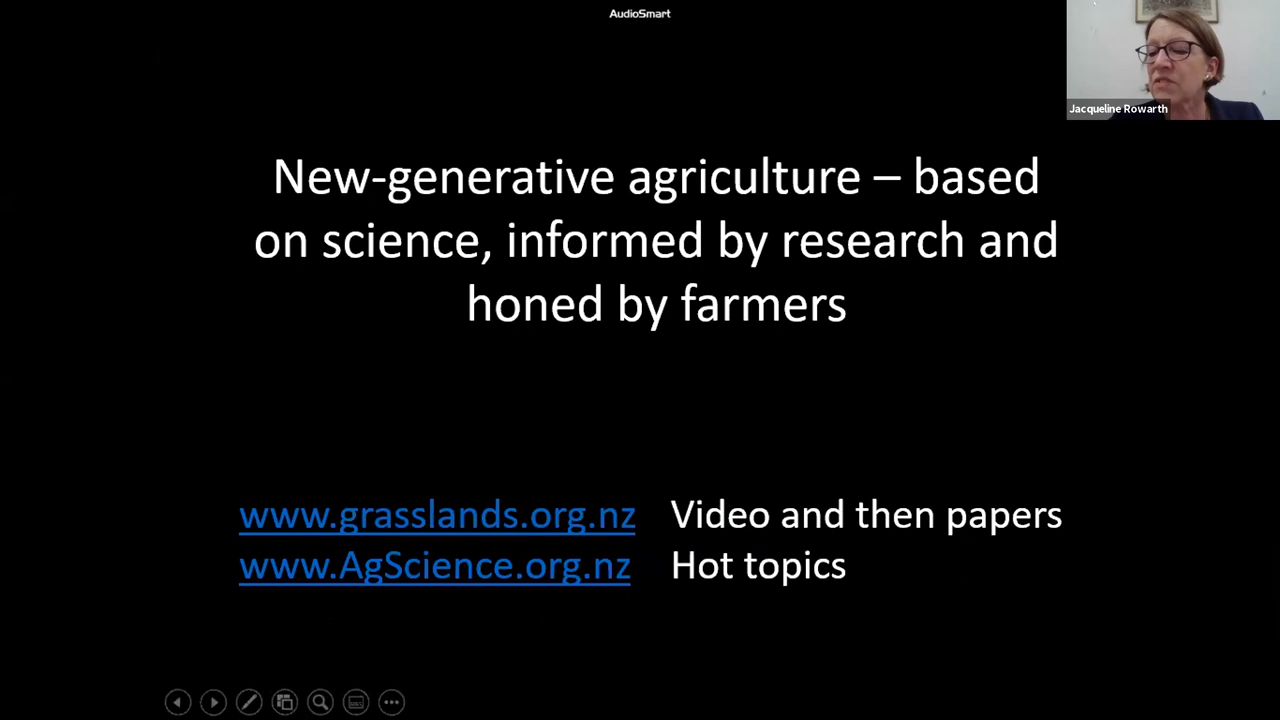 AudioSmart
Jacqueline Rowarth
New-generative agriculture – based
on science, informed by research and
honed by farmers
www.grasslands.org.nz Video and then papers
www.AgScience.org.nz Hot topics